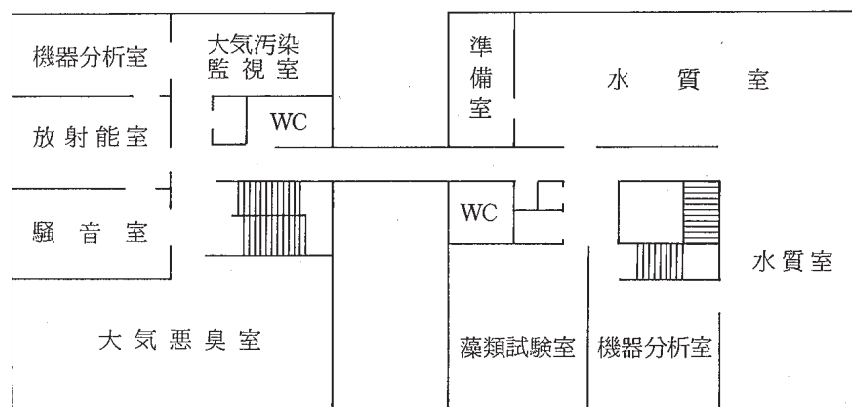 機器分析室
大気汚染
監視室
準備室
水質室
放射能室
WC
騒音室
WC
水質室
大気悪臭室
藻類試験室
機器分析室